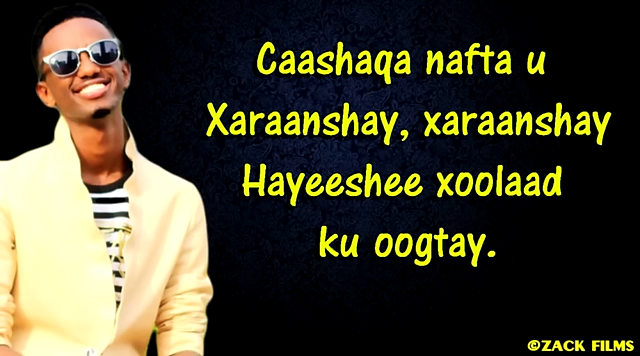 Caashaqa nafta u
Xaraanshay, xaraanshay
Hayeeshee xoolaad
ku oogtay.
©ZACK FILMS